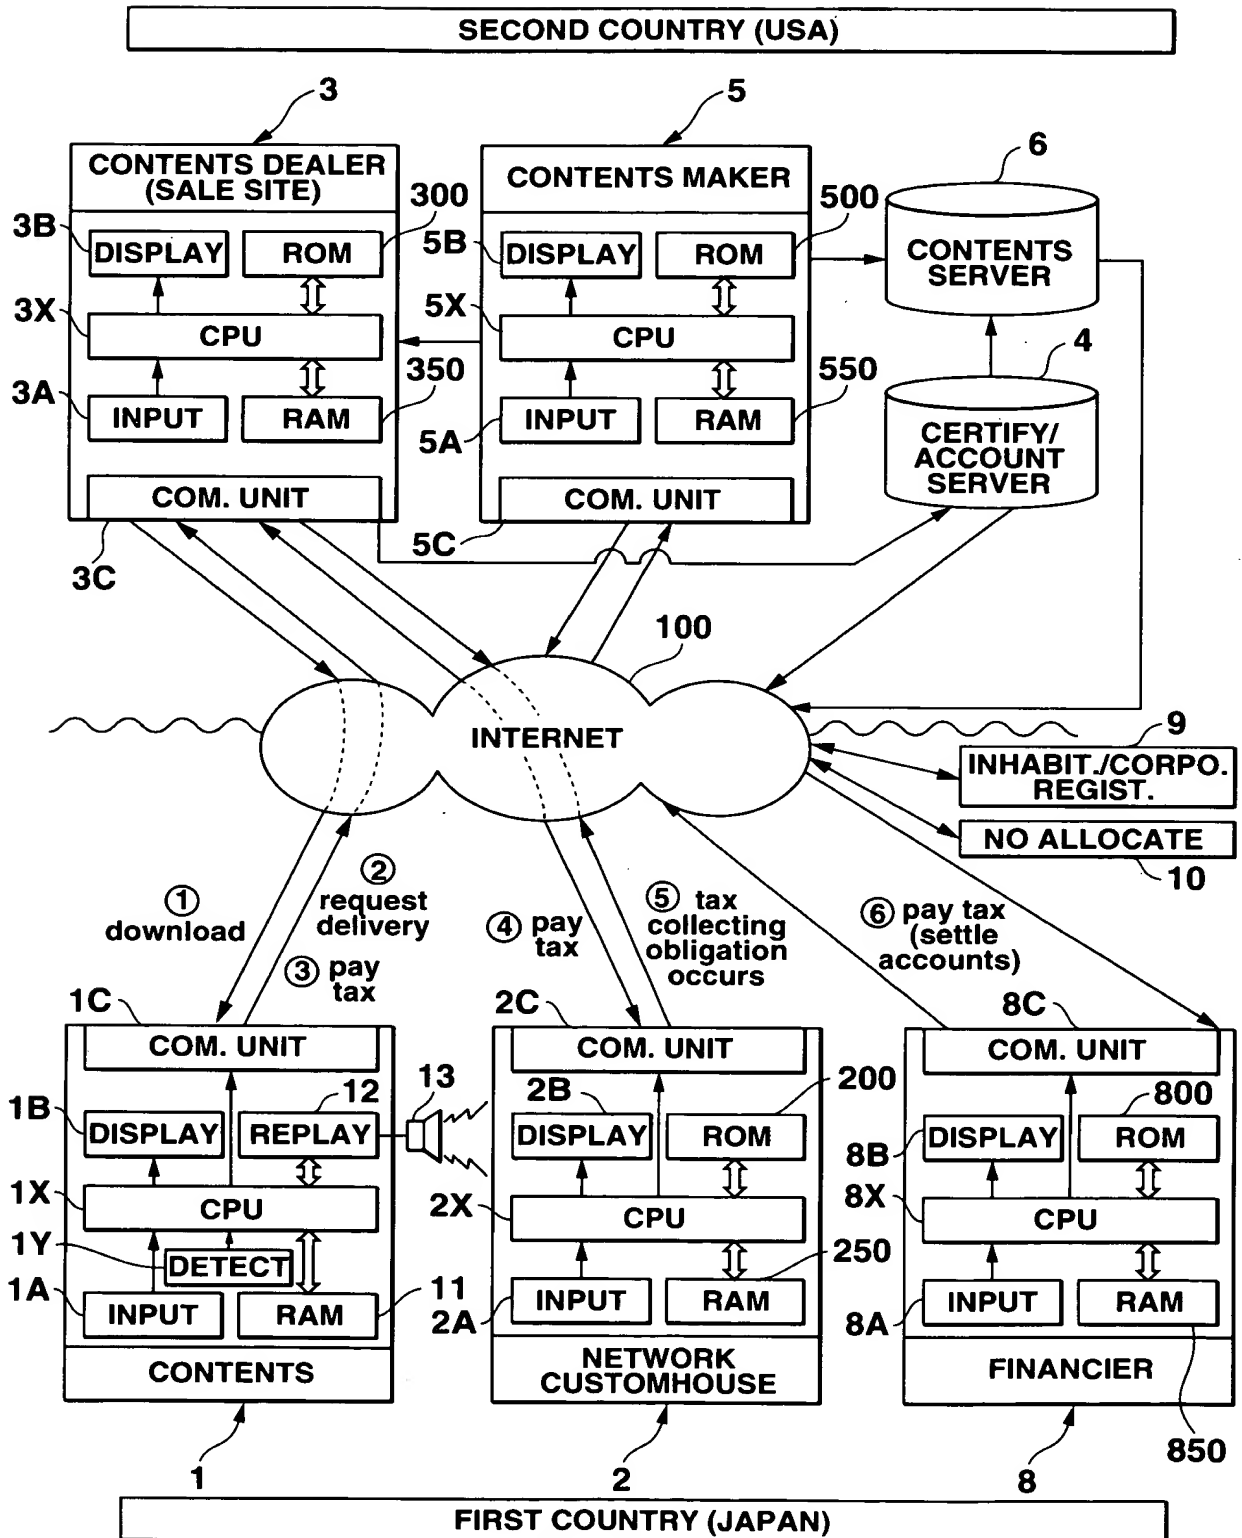 SECOND COUNTRY (USA)
3
5
6
CONTENTS DEALER
(SALE SITE)
CONTENTS MAKER
300
500
3B
DISPLAY
ROM
5B
DISPLAY
ROM
CONTENTS
SERVER
3X
CPU
5X
CPU
4
350
550
3A
INPUT
RAM
5A
INPUT
RAM
CERTIFY/
ACCOUNT
SERVER
COM. UNIT
COM. UNIT
3C
5C
100
INTERNET
9
INHABIT./CORPO.
REGIST.
NO ALLOCATE
10
① download
② request
delivery
③ pay
tax
④ pay
tax
⑤ tax
collecting
obligation
occurs
⑥ pay tax
(settle
accounts)
1C
2C
8C
COM. UNIT
COM. UNIT
COM. UNIT
1B
12
13
2B
200
800
DISPLAY
REPLAY
DISPLAY
ROM
8B
DISPLAY
ROM
1X
CPU
2X
CPU
8X
CPU
1Y
DETECT
250
1A
INPUT
RAM
11
2A
INPUT
RAM
8A
INPUT
RAM
CONTENTS
NETWORK
CUSTOMHOUSE
FINANCIER
850
1
2
8
FIRST COUNTRY (JAPAN)